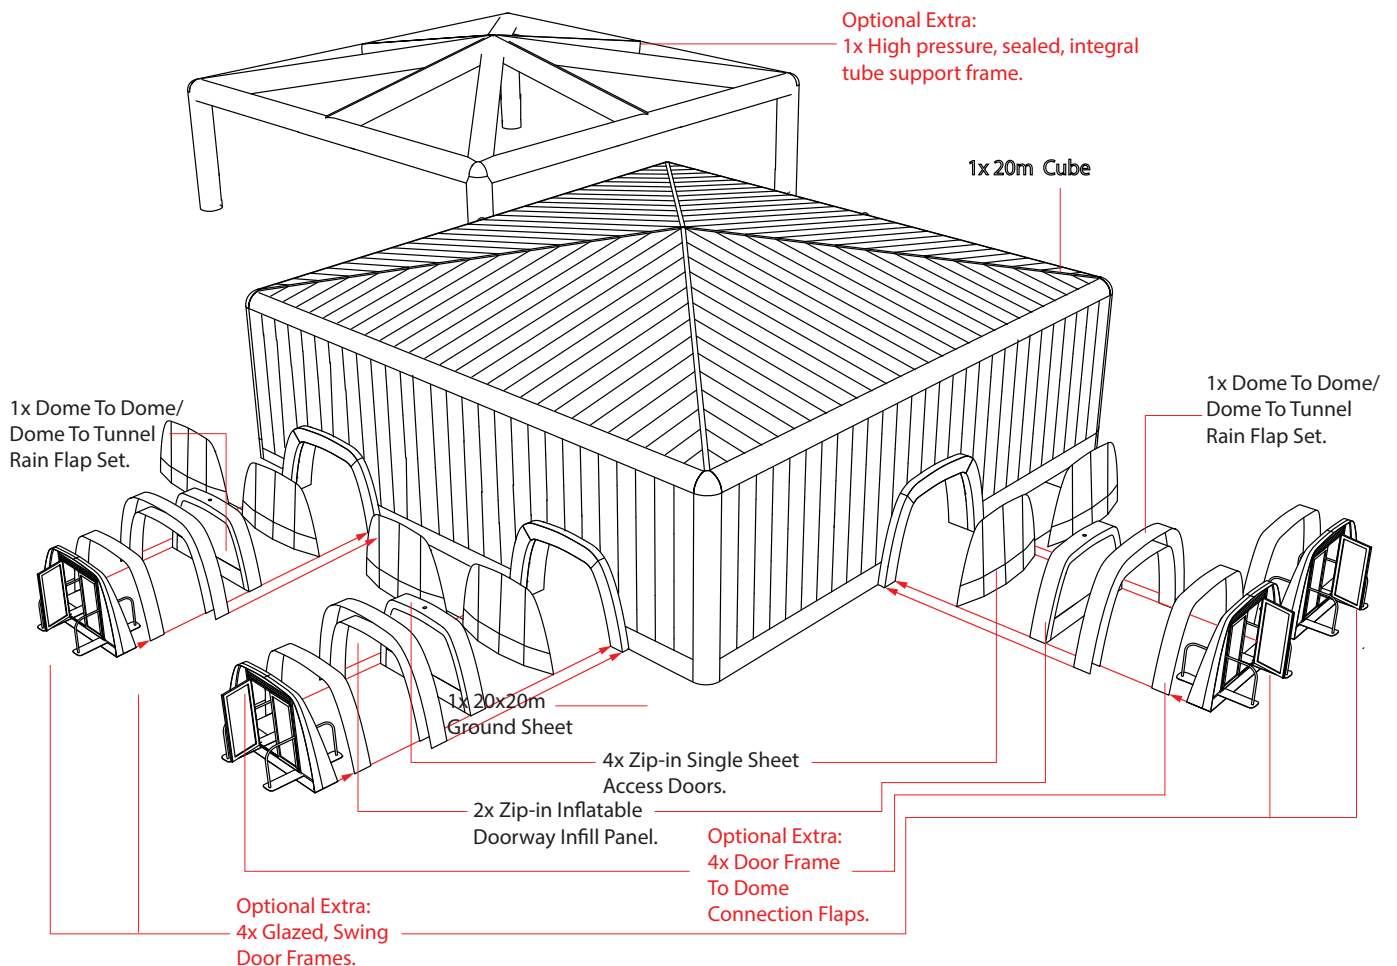 Optional Extra:
1x High pressure, sealed, integral
tube support frame.
1x 20m Cube
1x Dome To Dome/
Dome To Tunnel
Rain Flap Set.
1x Dome To Dome/
Dome To Tunnel
Rain Flap Set.
1x 20x20m
Ground Sheet
4x Zip-in Single Sheet
Access Doors.
2x Zip-in Inflatable
Doorway Infill Panel.
Optional Extra:
4x Door Frame
To Dome
Connection Flaps.
Optional Extra:
4x Glazed, Swing
Door Frames.